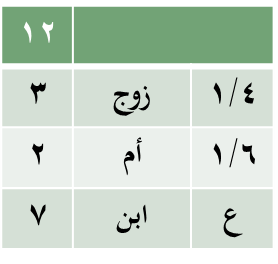 ١٢
١/٤ زوج ٣
١/٦ أم ٢
ع ابن ٧